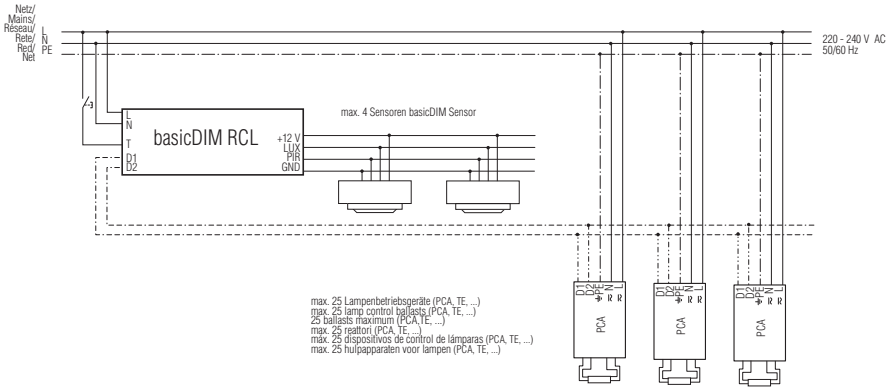 Netz/
Mains/
Réseau/ L
Rete/ N
Red/ PE
Net
220 - 240 V AC
50/60 Hz
max. 4 Sensoren basicDIM Sensor
basicDIM RCL
L
N
T
D1
D2
+12 V
LUX
PIR
GND
max. 25 Lampenbetriebsgeräte (PCA, TE, ...)
max. 25 lamp control ballasts (PCA, TE, ...)
25 ballasts maximum (PCA,TE, ...)
max. 25 reattori (PCA, TE, ...)
max. 25 dispositivos de control de lámparas (PCA, TE, ...)
max. 25 hulpapparaten voor lampen (PCA, TE, ...)
D1 D2 PE N L
PCA
D1 D2 PE N L
PCA
D1 D2 PE N L
PCA